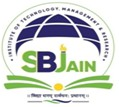 INSTITUTE OF TECHNOLOGY, MANAGEMENT & RESEARCH
SBJAIN